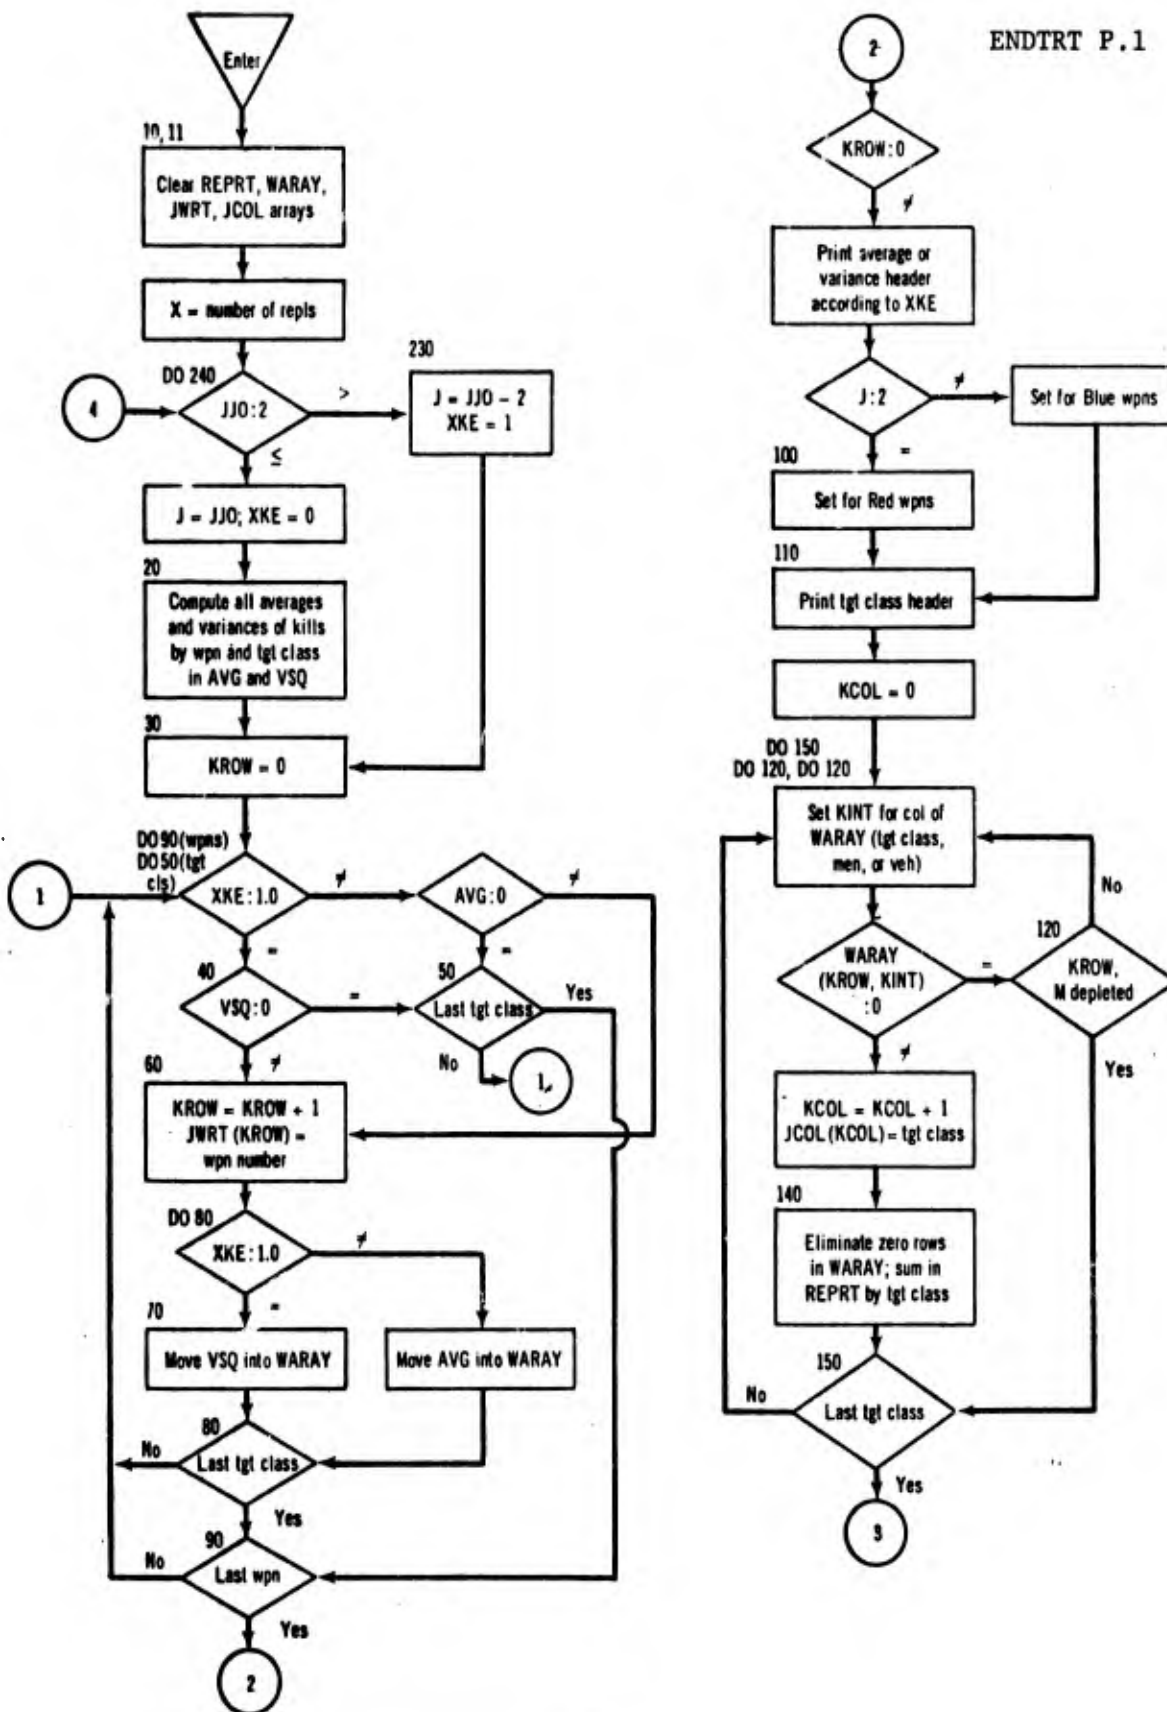 ENDTRT P.1
Enter
10, 11
Clear REPRT, WARAY,
JWRT, JCOL arrays
X = number of repls
DO 240
4
JJO : 2
>
≤
230
J = JJO - 2
XKE = 1
J = JJO; XKE = 0
20
Compute all averages
and variances of kills
by wpn and tgt class
in AVG and VSQ
30
KROW = 0
DO 90 (wpns)
DO 50 (tgt
cls)
1
XKE : 1.0
≠
=
AVG : 0
≠
=
40
VSQ : 0
=
≠
50
Last tgt class
Yes
No
1
60
KROW = KROW + 1
JWRT (KROW) =
wpn number
DO 80
XKE : 1.0
≠
=
70
Move VSQ into WARAY
Move AVG into WARAY
80
Last tgt class
No
Yes
90
Last wpn
No
Yes
2
2
KROW : 0
≠
Print average or
variance header
according to XKE
J : 2
≠
=
Set for Blue wpns
100
Set for Red wpns
110
Print tgt class header
KCOL = 0
DO 150
DO 120, DO 120
Set KINT for col of
WARAY (tgt class,
men, or veh)
No
WARAY
(KROW, KINT)
: 0
=
≠
120
KROW,
M depleted
Yes
KCOL = KCOL + 1
JCOL (KCOL) = tgt class
140
Eliminate zero rows
in WARAY; sum in
REPRT by tgt class
150
Last tgt class
No
Yes
3